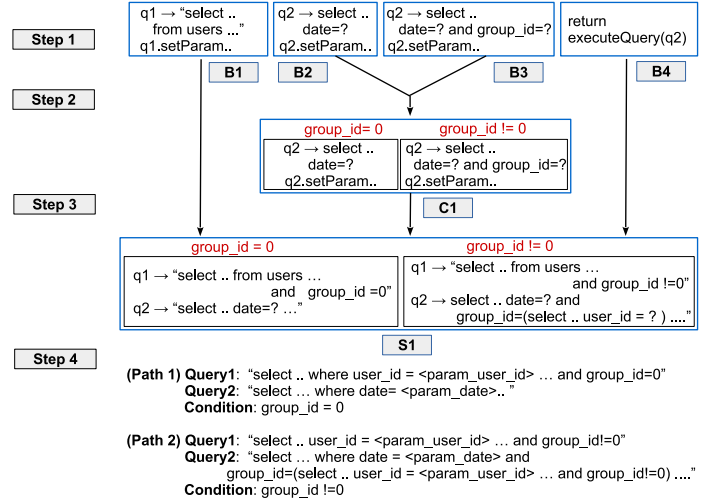 Step 1
q1 → “select ..
from users ...”
q1.setParam..
B1
q2 → select ..
date=?
q2.setParam..
B2
q2 → select ..
date=? and group_id=?
q2.setParam..
B3
return
executeQuery(q2)
B4
Step 2
group_id= 0
q2 → select ..
date=?
q2.setParam..
group_id != 0
q2 → select ..
date=? and group_id=?
q2.setParam..
C1
Step 3
group_id = 0
q1 → “select .. from users …
and group_id =0”
q2 → “select .. date=? …”
group_id != 0
q1 → “select .. from users …
and group_id !=0”
q2 → select .. date=? and
group_id=(select .. user_id = ? ) ....”
S1
Step 4
(Path 1) Query1: “select .. where user_id = <param_user_id> … and group_id=0”
Query2: “select … where date= <param_date>.. ”
Condition: group_id = 0
(Path 2) Query1: “select .. user_id = <param_user_id> … and group_id!=0”
Query2: “select … where date = <param_date> and
group_id=(select .. user_id = <param_user_id> … and group_id!=0) ....”
Condition: group_id !=0